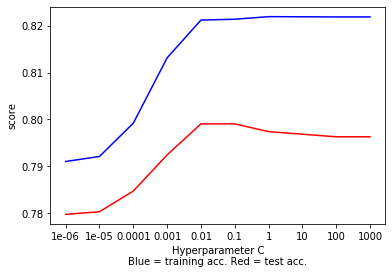 0.82
0.81
0.80
0.79
0.78
score
1e-06 1e-05 0.0001 0.001 0.01 0.1 1 10 100 1000
Hyperparameter C
Blue = training acc. Red = test acc.